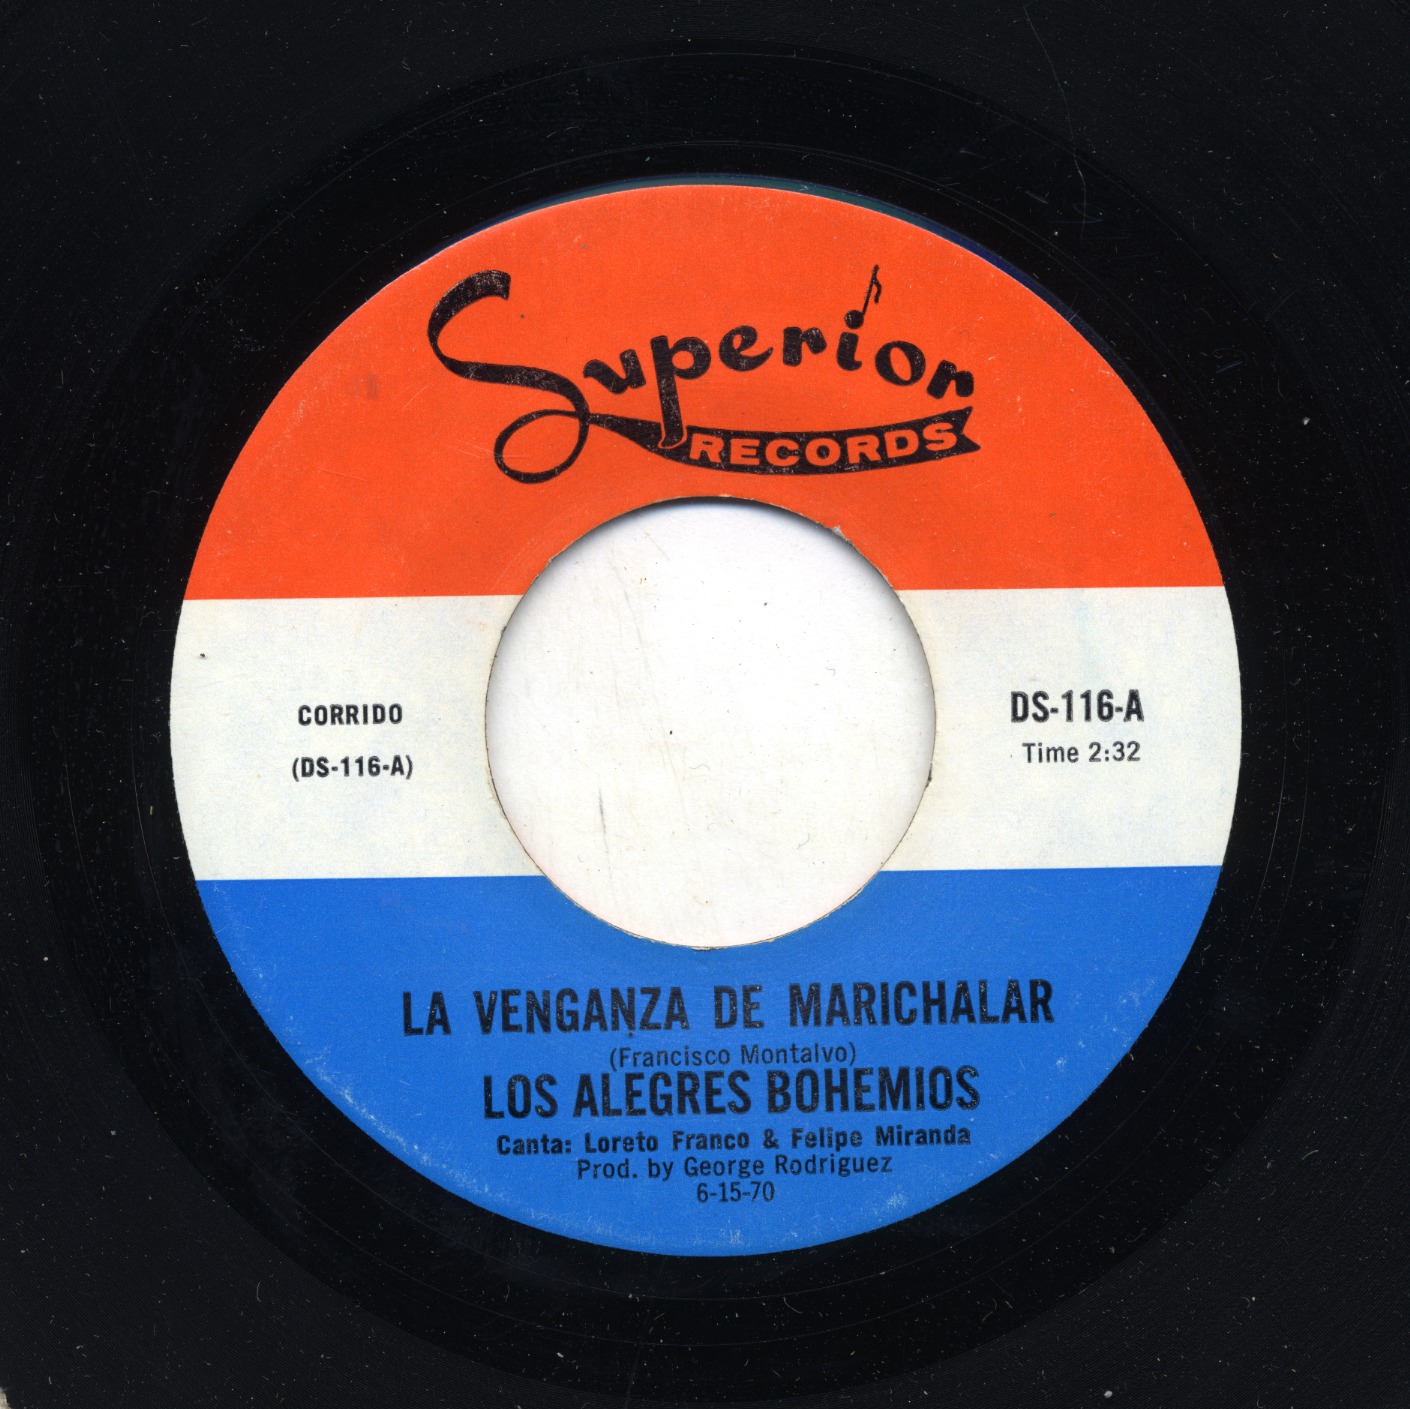 Superior
RECORDS
CORRIDO
(DS-116-A)
DS-116-A
Time 2:32
LA VENGANZA DE MARICHALAR
(Francisco Montalvo)
LOS ALEGRES BOHEMIOS
Canta: Loreto Franco & Felipe Miranda
Prod. by George Rodriguez
6-15-70